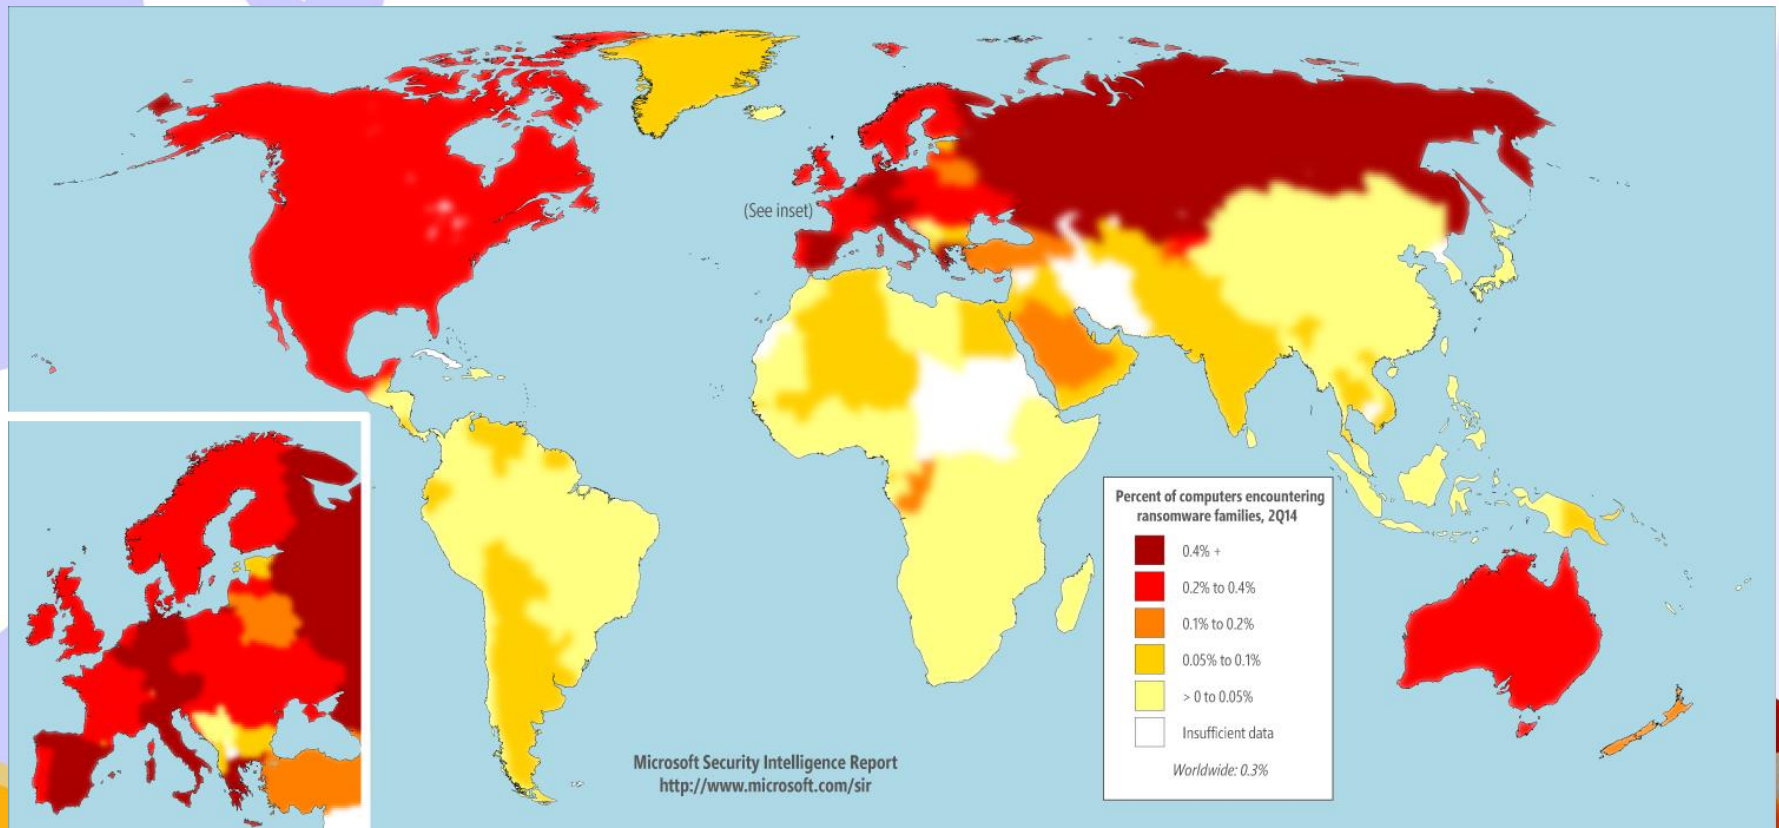 (See inset)
Percent of computers encountering
ransomware families, 2Q14
0.4% +
0.2% to 0.4%
0.1% to 0.2%
0.05% to 0.1%
> 0 to 0.05%
Insufficient data
Worldwide: 0.3%
Microsoft Security Intelligence Report
http://www.microsoft.com/sir